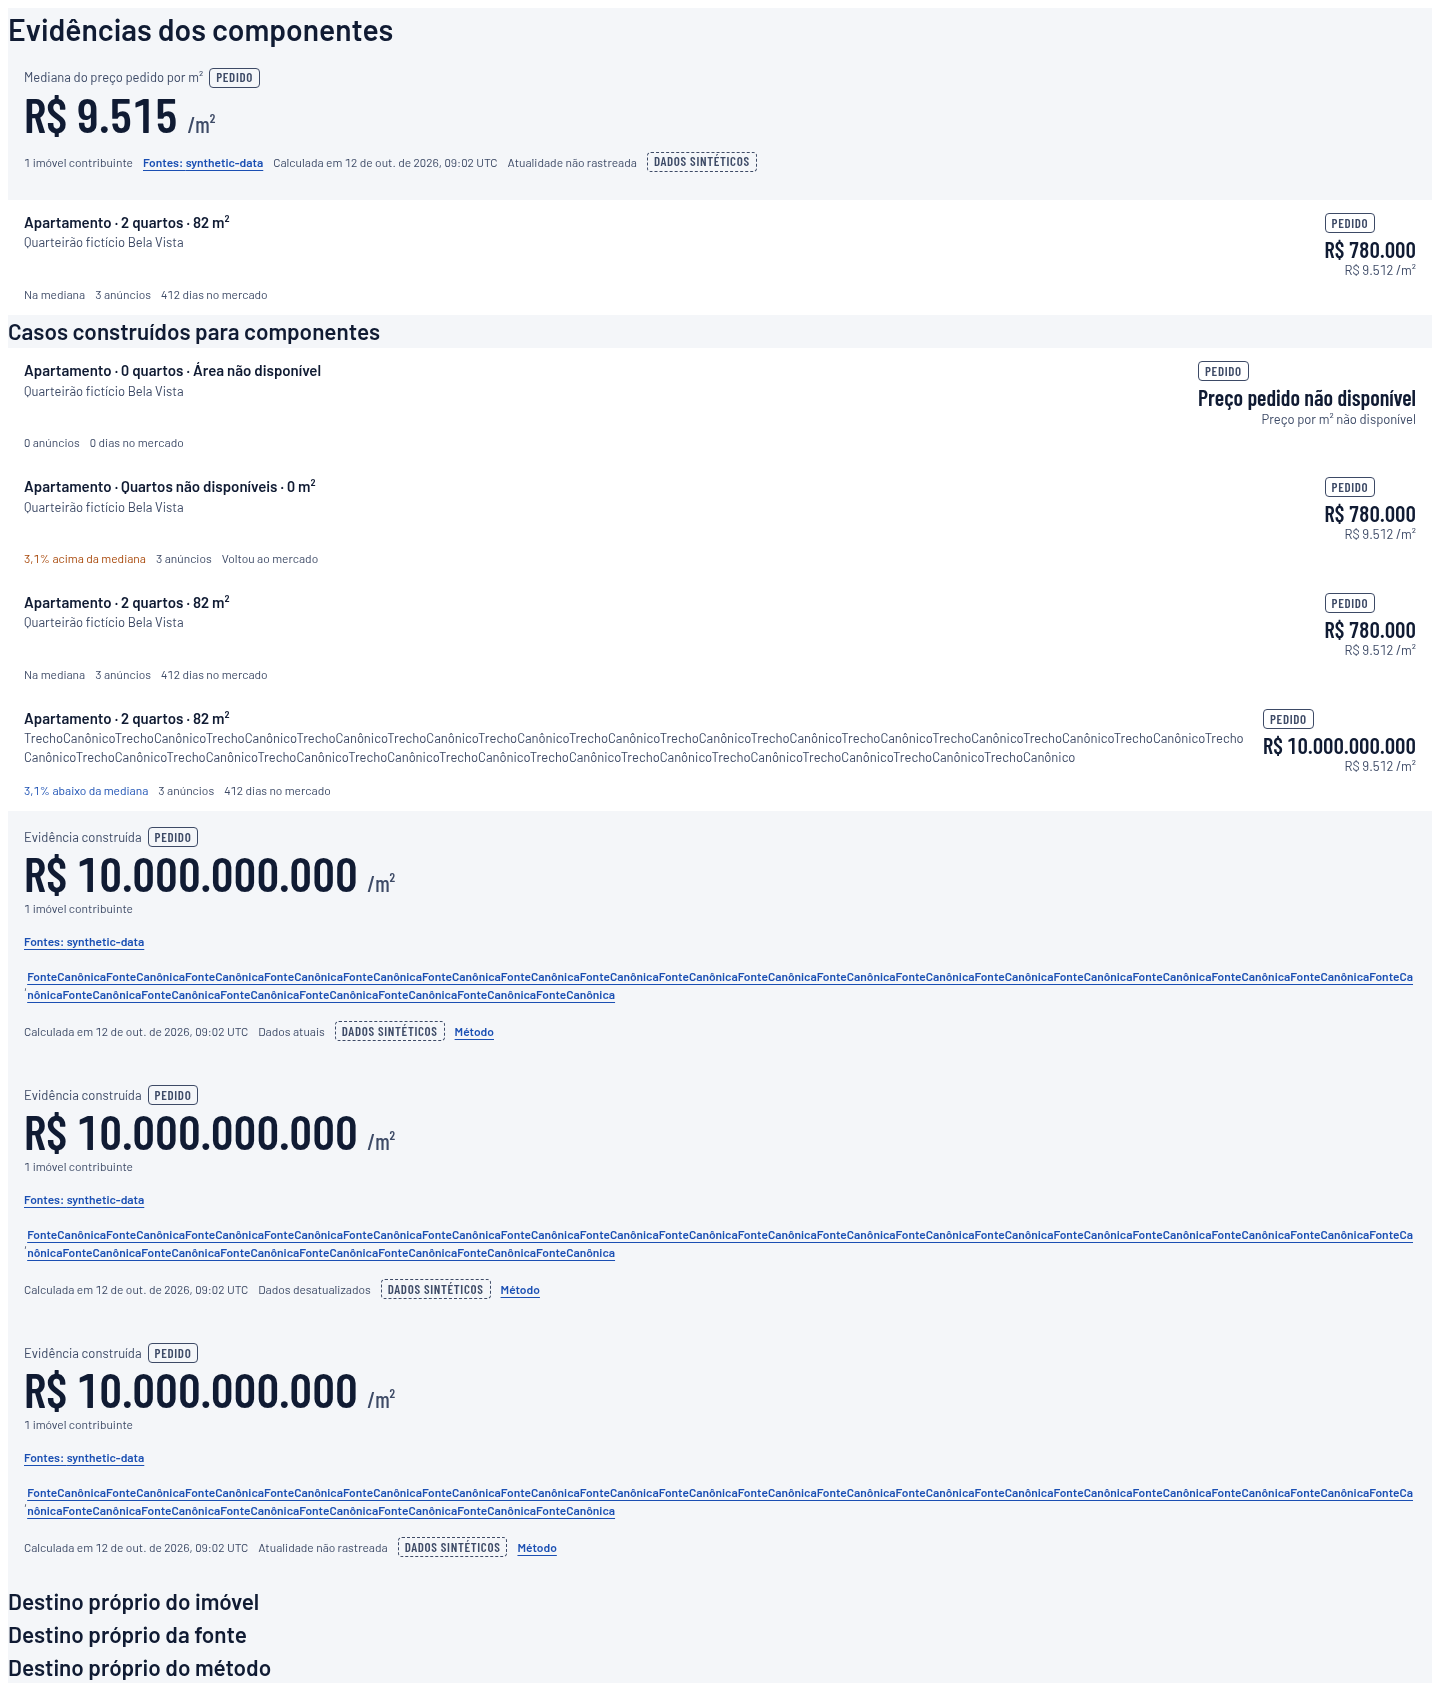 Evidências dos componentes
Mediana do preço pedido por m² PEDIDO
R$ 9.515 /m²
1 imóvel contribuinte Fontes: synthetic-data Calculada em 12 de out. de 2026, 09:02 UTC Atualidade não rastreada DADOS SINTÉTICOS
Apartamento · 2 quartos · 82 m²
Quarteirão fictício Bela Vista
PEDIDO
R$ 780.000
R$ 9.512 /m²
Na mediana 3 anúncios 412 dias no mercado
Casos construídos para componentes
Apartamento · 0 quartos · Área não disponível
Quarteirão fictício Bela Vista
PEDIDO
Preço pedido não disponível
Preço por m² não disponível
0 anúncios 0 dias no mercado
Apartamento · Quartos não disponíveis · 0 m²
Quarteirão fictício Bela Vista
PEDIDO
R$ 780.000
R$ 9.512 /m²
3,1% acima da mediana 3 anúncios Voltou ao mercado
Apartamento · 2 quartos · 82 m²
Quarteirão fictício Bela Vista
PEDIDO
R$ 780.000
R$ 9.512 /m²
Na mediana 3 anúncios 412 dias no mercado
Apartamento · 2 quartos · 82 m²
TrechoCanônicoTrechoCanônicoTrechoCanônicoTrechoCanônicoTrechoCanônicoTrechoCanônicoTrechoCanônicoTrechoCanônicoTrechoCanônicoTrechoCanônicoTrechoCanônicoTrechoCanônicoTrechoCanônicoTrecho
CanônicoTrechoCanônicoTrechoCanônicoTrechoCanônicoTrechoCanônicoTrechoCanônicoTrechoCanônicoTrechoCanônicoTrechoCanônicoTrechoCanônicoTrechoCanônicoTrechoCanônico
PEDIDO
R$ 10.000.000.000
R$ 9.512 /m²
3,1% abaixo da mediana 3 anúncios 412 dias no mercado
Evidência construída PEDIDO
R$ 10.000.000.000 /m²
1 imóvel contribuinte
Fontes: synthetic-data
, FonteCanônicaFonteCanônicaFonteCanônicaFonteCanônicaFonteCanônicaFonteCanônicaFonteCanônicaFonteCanônicaFonteCanônicaFonteCanônicaFonteCanônicaFonteCanônicaFonteCanônicaFonteCanônicaFonteCanônicaFonteCanônicaFonteCanônicaFonteCa
nônicaFonteCanônicaFonteCanônicaFonteCanônicaFonteCanônicaFonteCanônicaFonteCanônicaFonteCanônica
Calculada em 12 de out. de 2026, 09:02 UTC Dados atuais DADOS SINTÉTICOS Método
Evidência construída PEDIDO
R$ 10.000.000.000 /m²
1 imóvel contribuinte
Fontes: synthetic-data
, FonteCanônicaFonteCanônicaFonteCanônicaFonteCanônicaFonteCanônicaFonteCanônicaFonteCanônicaFonteCanônicaFonteCanônicaFonteCanônicaFonteCanônicaFonteCanônicaFonteCanônicaFonteCanônicaFonteCanônicaFonteCanônicaFonteCanônicaFonteCa
nônicaFonteCanônicaFonteCanônicaFonteCanônicaFonteCanônicaFonteCanônicaFonteCanônicaFonteCanônica
Calculada em 12 de out. de 2026, 09:02 UTC Dados desatualizados DADOS SINTÉTICOS Método
Evidência construída PEDIDO
R$ 10.000.000.000 /m²
1 imóvel contribuinte
Fontes: synthetic-data
, FonteCanônicaFonteCanônicaFonteCanônicaFonteCanônicaFonteCanônicaFonteCanônicaFonteCanônicaFonteCanônicaFonteCanônicaFonteCanônicaFonteCanônicaFonteCanônicaFonteCanônicaFonteCanônicaFonteCanônicaFonteCanônicaFonteCanônicaFonteCa
nônicaFonteCanônicaFonteCanônicaFonteCanônicaFonteCanônicaFonteCanônicaFonteCanônicaFonteCanônica
Calculada em 12 de out. de 2026, 09:02 UTC Atualidade não rastreada DADOS SINTÉTICOS Método
Destino próprio do imóvel
Destino próprio da fonte
Destino próprio do método